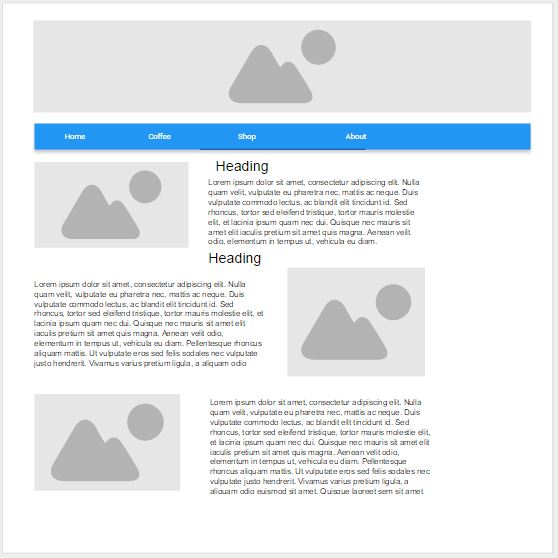 Home Coffee Shop About
Heading
Lorem ipsum dolor sit amet, consectetur adipiscing elit. Nulla
quam velit, vulputate eu pharetra nec, mattis ac neque. Duis
vulputate commodo lectus, ac blandit elit tincidunt id. Sed
rhoncus, tortor sed eleifend tristique, tortor mauris molestie
elit, et lacinia ipsum quam nec dui. Quisque nec mauris sit
amet elit iaculis pretium sit amet quis magna. Aenean velit
odio, elementum in tempus ut, vehicula eu diam.
Heading
Lorem ipsum dolor sit amet, consectetur adipiscing elit. Nulla
quam velit, vulputate eu pharetra nec, mattis ac neque. Duis
vulputate commodo lectus, ac blandit elit tincidunt id. Sed
rhoncus, tortor sed eleifend tristique, tortor mauris molestie elit, et
lacinia ipsum quam nec dui. Quisque nec mauris sit amet elit
iaculis pretium sit amet quis magna. Aenean velit odio,
elementum in tempus ut, vehicula eu diam. Pellentesque rhoncus
aliquam mattis. Ut vulputate eros sed felis sodales nec vulputate
justo hendrerit. Vivamus varius pretium ligula, a aliquam odio
Lorem ipsum dolor sit amet, consectetur adipiscing elit. Nulla
quam velit, vulputate eu pharetra nec, mattis ac neque. Duis
vulputate commodo lectus, ac blandit elit tincidunt id. Sed
rhoncus, tortor sed eleifend tristique, tortor mauris molestie elit,
et lacinia ipsum quam nec dui. Quisque nec mauris sit amet elit
iaculis pretium sit amet quis magna. Aenean velit odio,
elementum in tempus ut, vehicula eu diam. Pellentesque
rhoncus aliquam mattis. Ut vulputate eros sed felis sodales nec
vulputate justo hendrerit. Vivamus varius pretium ligula, a
aliquam odio euismod sit amet. Quisque laoreet sem sit amet